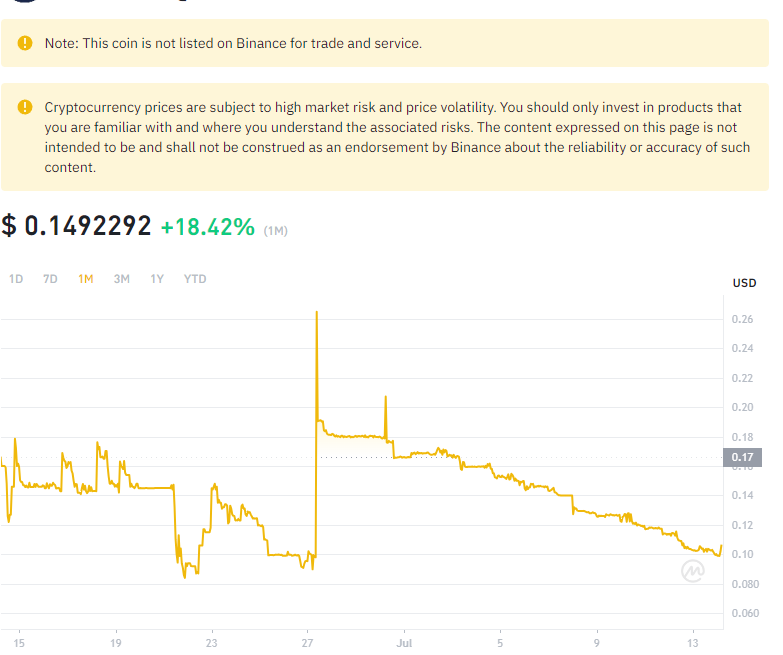 Note: This coin is not listed on Binance for trade and service.
Cryptocurrency prices are subject to high market risk and price volatility. You should only invest in products that
you are familiar with and where you understand the associated risks. The content expressed on this page is not
intended to be and shall not be construed as an endorsement by Binance about the reliability or accuracy of such
content.
$ 0.1492292 +18.42% (1M)
1D 7D 1M 3M 1Y YTD
USD
0.26
0.24
0.22
0.20
0.18
0.17
0.16
0.14
0.12
0.10
0.080
0.060
15 19 23 27 Jul 5 9 13